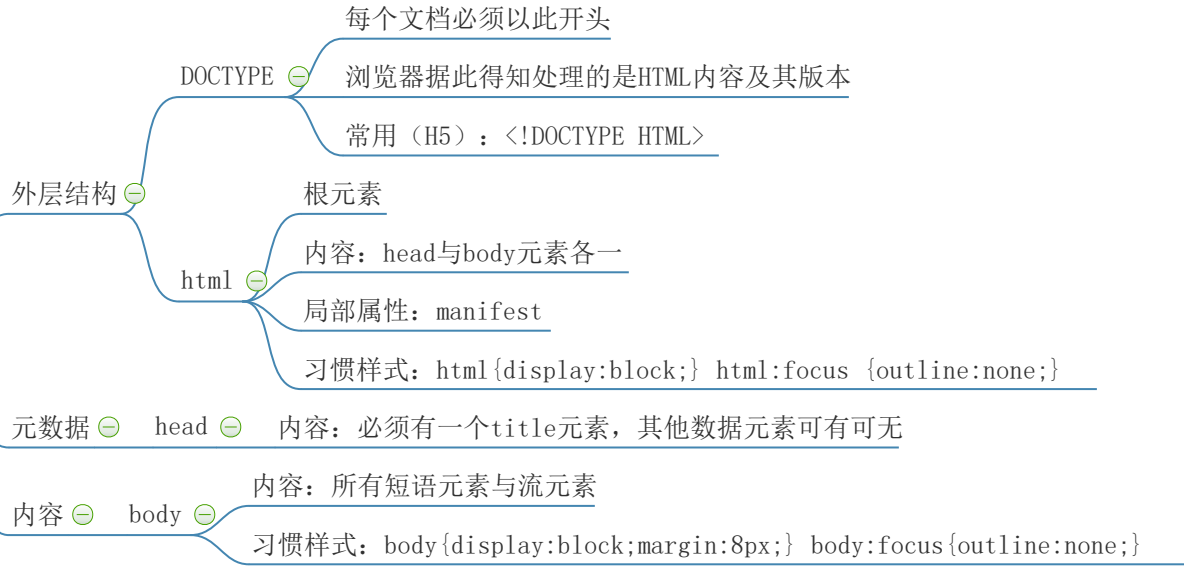 每个文档必须以此开头
DOCTYPE
浏览器据此得知处理的是HTML内容及其版本
常用（H5）：<!DOCTYPE HTML>
外层结构
根元素
内容：head与body元素各一
html
局部属性：manifest
习惯样式：html{display:block;} html:focus {outline:none;}
元数据
head
内容：必须有一个title元素，其他数据元素可有可无
内容：所有短语元素与流元素
内容
body
习惯样式：body{display:block;margin:8px;} body:focus{outline:none;}